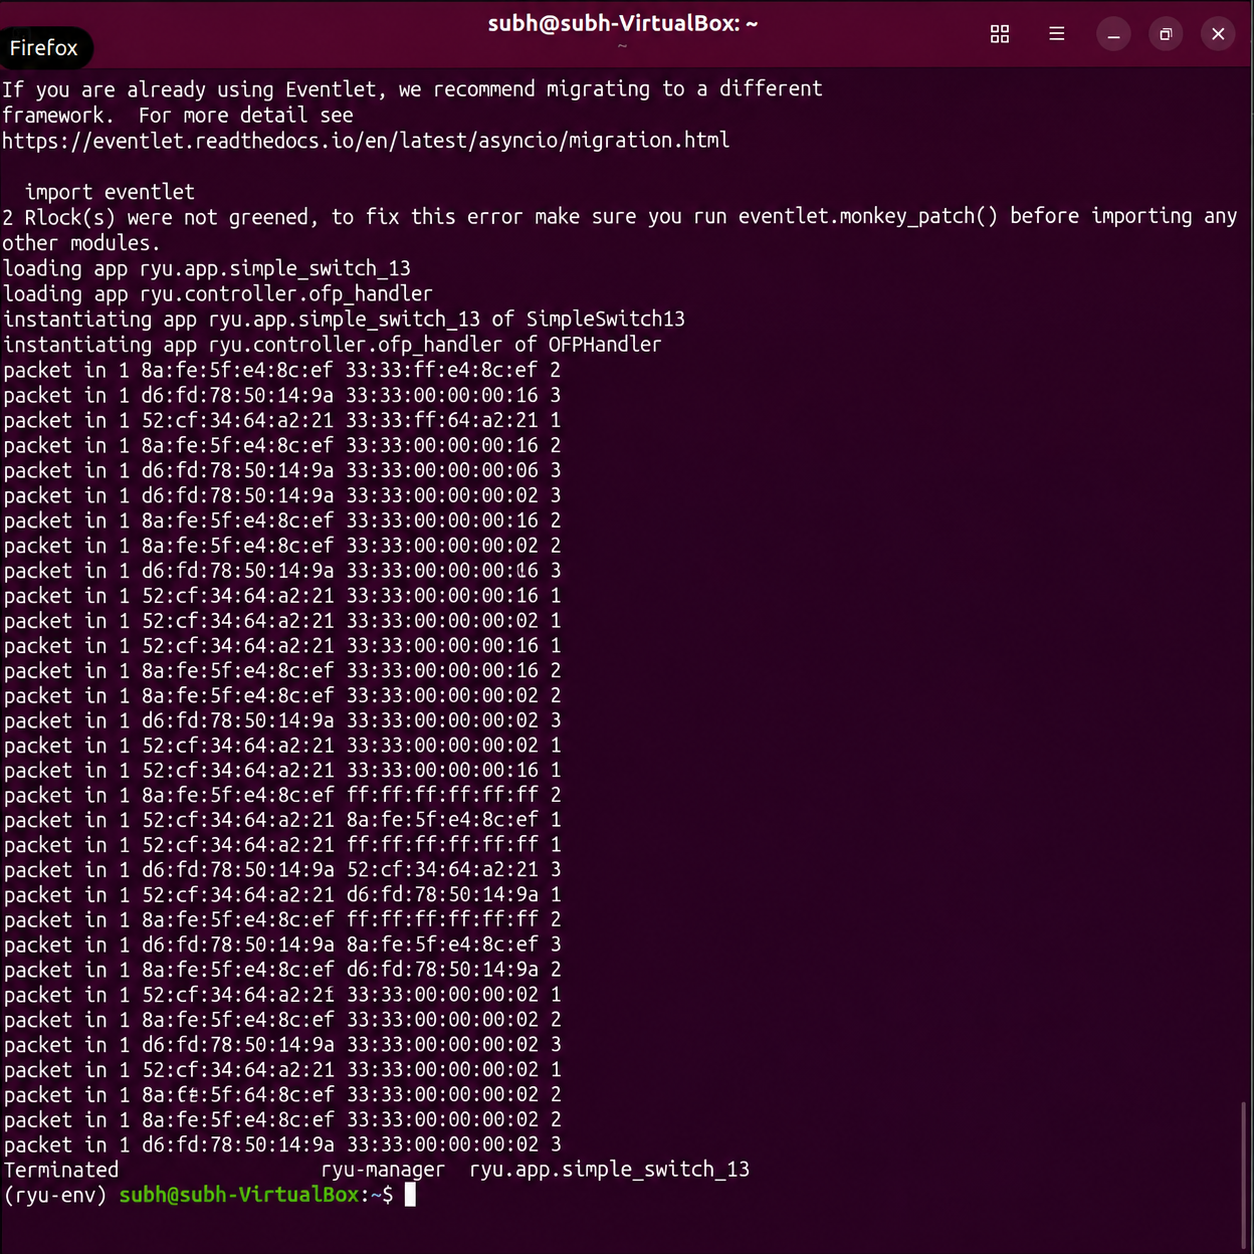 subh@subh-VirtualBox: ~
~
Firefox
If you are already using Eventlet, we recommend migrating to a different
framework.  For more detail see
https://eventlet.readthedocs.io/en/latest/asyncio/migration.html
import eventlet
2 Rlock(s) were not greened, to fix this error make sure you run eventlet.monkey_patch() before importing any
other modules.
loading app ryu.app.simple_switch_13
loading app ryu.controller.ofp_handler
instantiating app ryu.app.simple_switch_13 of SimpleSwitch13
instantiating app ryu.controller.ofp_handler of OFPHandler
packet in 1 8a:fe:5f:e4:8c:ef 33:33:ff:e4:8c:ef 2
packet in 1 d6:fd:78:50:14:9a 33:33:00:00:00:16 3
packet in 1 52:cf:34:64:a2:21 33:33:ff:64:a2:21 1
packet in 1 8a:fe:5f:e4:8c:ef 33:33:00:00:00:16 2
packet in 1 d6:fd:78:50:14:9a 33:33:00:00:00:06 3
packet in 1 d6:fd:78:50:14:9a 33:33:00:00:00:02 3
packet in 1 8a:fe:5f:e4:8c:ef 33:33:00:00:00:16 2
packet in 1 8a:fe:5f:e4:8c:ef 33:33:00:00:00:02 2
packet in 1 d6:fd:78:50:14:9a 33:33:00:00:00:16 3
packet in 1 52:cf:34:64:a2:21 33:33:00:00:00:16 1
packet in 1 52:cf:34:64:a2:21 33:33:00:00:00:02 1
packet in 1 52:cf:34:64:a2:21 33:33:00:00:00:16 1
packet in 1 8a:fe:5f:e4:8c:ef 33:33:00:00:00:16 2
packet in 1 8a:fe:5f:e4:8c:ef 33:33:00:00:00:02 2
packet in 1 d6:fd:78:50:14:9a 33:33:00:00:00:02 3
packet in 1 52:cf:34:64:a2:21 33:33:00:00:00:02 1
packet in 1 52:cf:34:64:a2:21 33:33:00:00:00:16 1
packet in 1 8a:fe:5f:e4:8c:ef ff:ff:ff:ff:ff:ff 2
packet in 1 52:cf:34:64:a2:21 8a:fe:5f:e4:8c:ef 1
packet in 1 52:cf:34:64:a2:21 ff:ff:ff:ff:ff:ff 1
packet in 1 d6:fd:78:50:14:9a 52:cf:34:64:a2:21 3
packet in 1 52:cf:34:64:a2:21 d6:fd:78:50:14:9a 1
packet in 1 8a:fe:5f:e4:8c:ef ff:ff:ff:ff:ff:ff 2
packet in 1 d6:fd:78:50:14:9a 8a:fe:5f:e4:8c:ef 3
packet in 1 8a:fe:5f:e4:8c:ef d6:fd:78:50:14:9a 2
packet in 1 33:33:00:00:00:02 1
packet in 1 8a:fe:5f:e4:8c:ef 33:33:00:00:00:02 2
packet in 1 d6:fd:78:50:14:9a 33:33:00:00:00:02 3
packet in 1 52:cf:34:64:a2:21 33:33:00:00:00:02 1
packet in 1 33:33:00:00:00:02 2
packet in 1 8a:fe:5f:e4:8c:ef 33:33:00:00:00:02 2
packet in 1 d6:fd:78:50:14:9a 33:33:00:00:00:02 3
Terminated ryu-manager ryu.app.simple_switch_13
(ryu-env) subh@subh-VirtualBox:~$